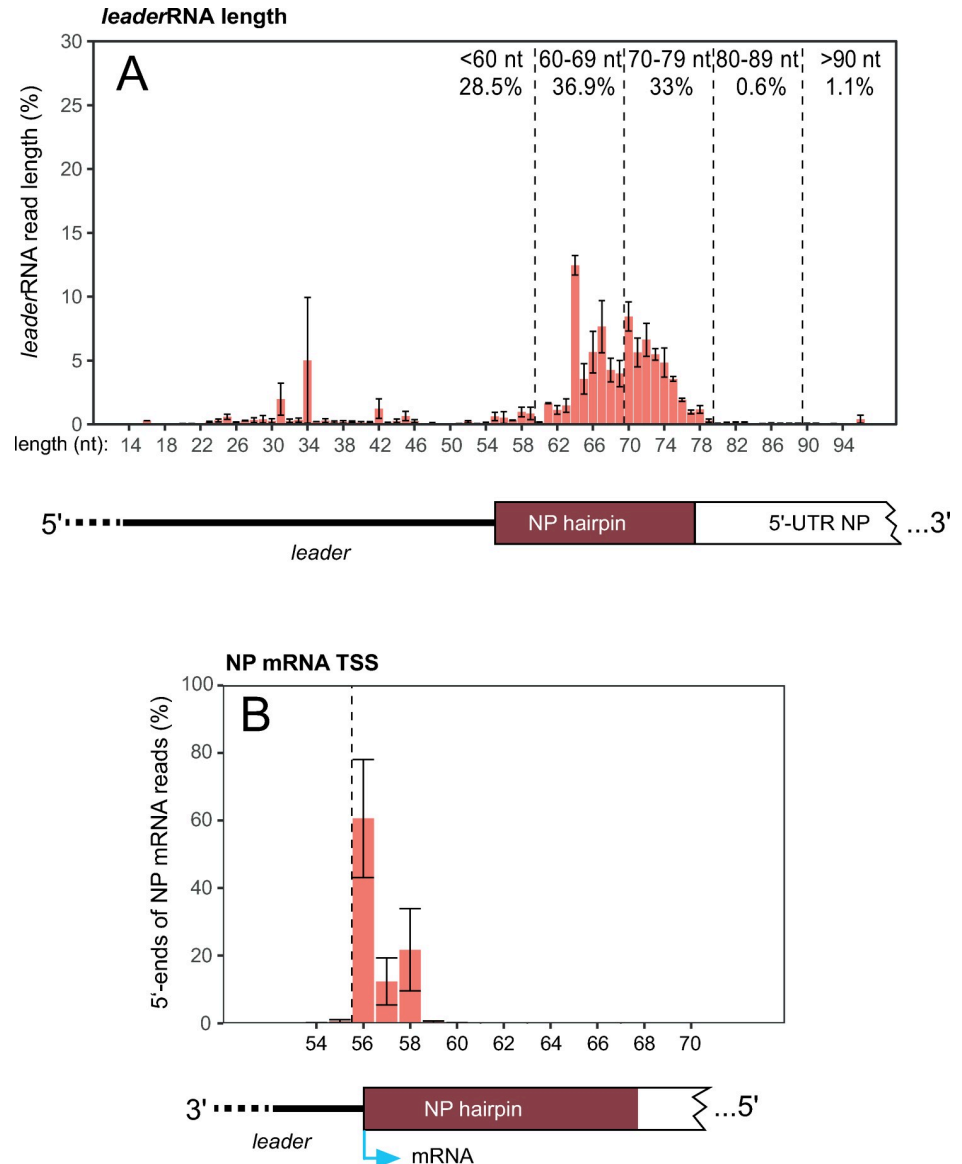 leaderRNA length
A
<60 nt 60-69 nt 70-79 nt 80-89 nt >90 nt
28.5% 36.9% 33% 0.6% 1.1%
leaderRNA read length (%)
30
25
20
15
10
5
0
length (nt): 14 18 22 26 30 34 38 42 46 50 54 58 62 66 70 74 78 82 86 90 94
5' NP hairpin 5'-UTR NP ...3'
leader
NP mRNA TSS
B
5'-ends of NP mRNA reads (%)
100
80
60
40
20
0
54 56 58 60 62 64 66 68 70
3' NP hairpin ...5'
leader
mRNA